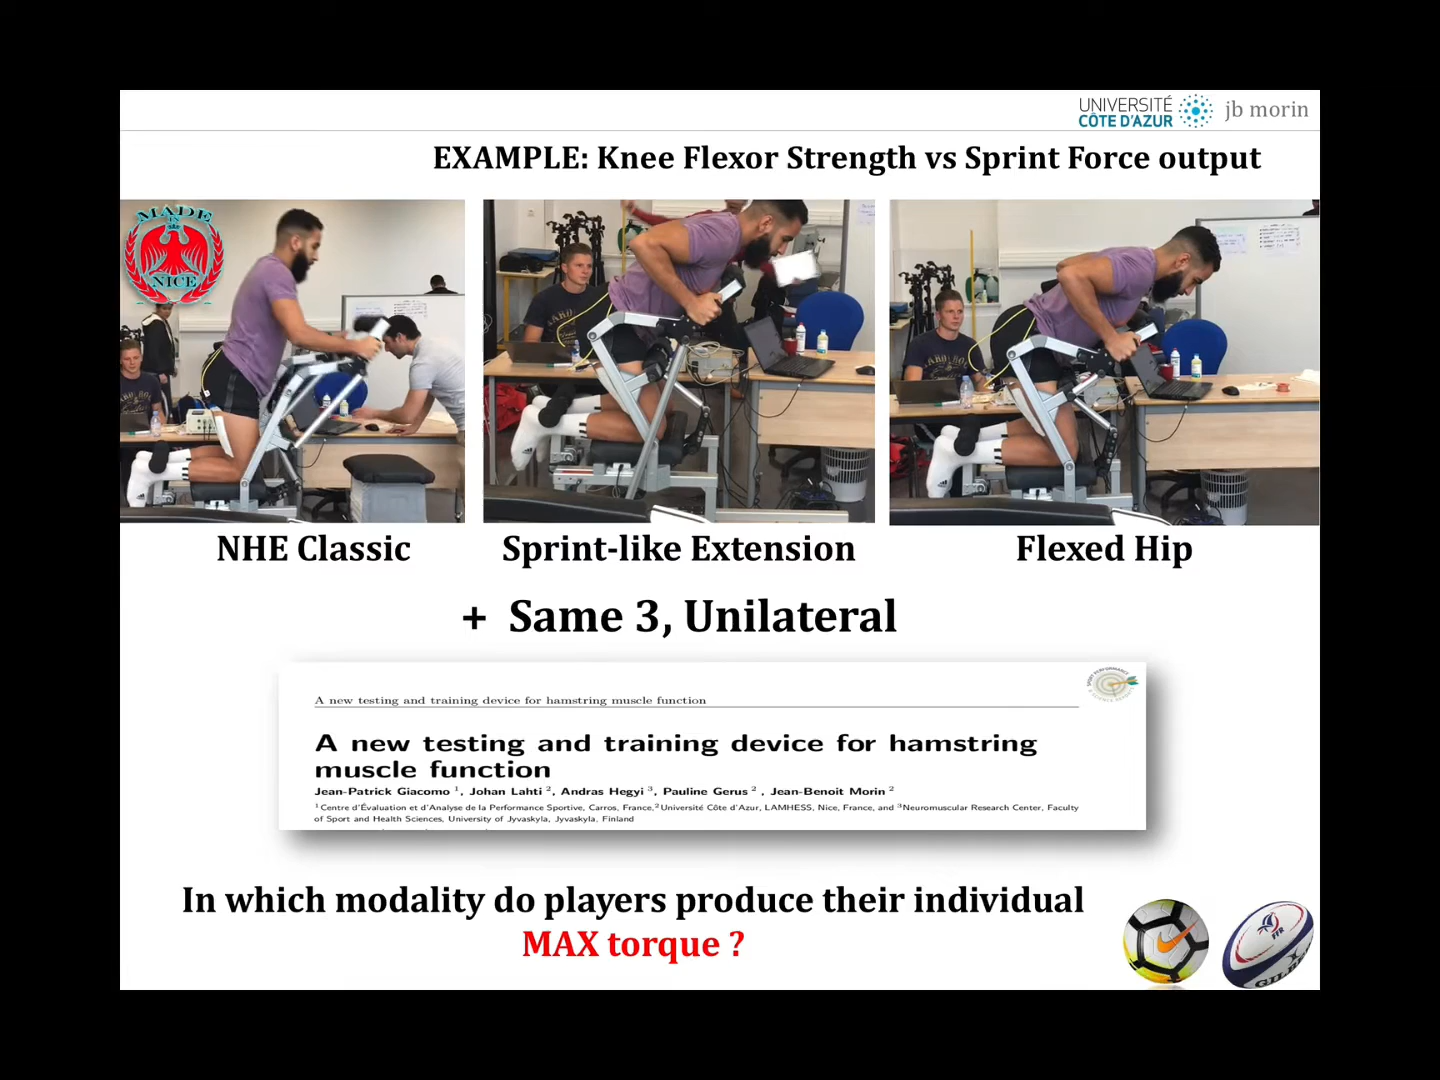 UNIVERSITÉ
CÔTE D'AZUR
jb morin
EXAMPLE: Knee Flexor Strength vs Sprint Force output
MADE
IN
NICE
NHE Classic
Sprint-like Extension
Flexed Hip
+ Same 3, Unilateral
A new testing and training device for hamstring muscle function
A new testing and training device for hamstring
muscle function
Jean-Patrick Giacomo 1, Johan Lahti 2, Andras Hegyi 3, Pauline Gerus 2 , Jean-Benoit Morin 2
1 Centre d'Évaluation et d'Analyse de la Performance Sportive, Carros, France, 2 Université Côte d'Azur, LAMHESS, Nice, France, and 3 Neuromuscular Research Center, Faculty
of Sport and Health Sciences, University of Jyvaskyla, Jyvaskyla, Finland
In which modality do players produce their individual
MAX torque ?
FFR